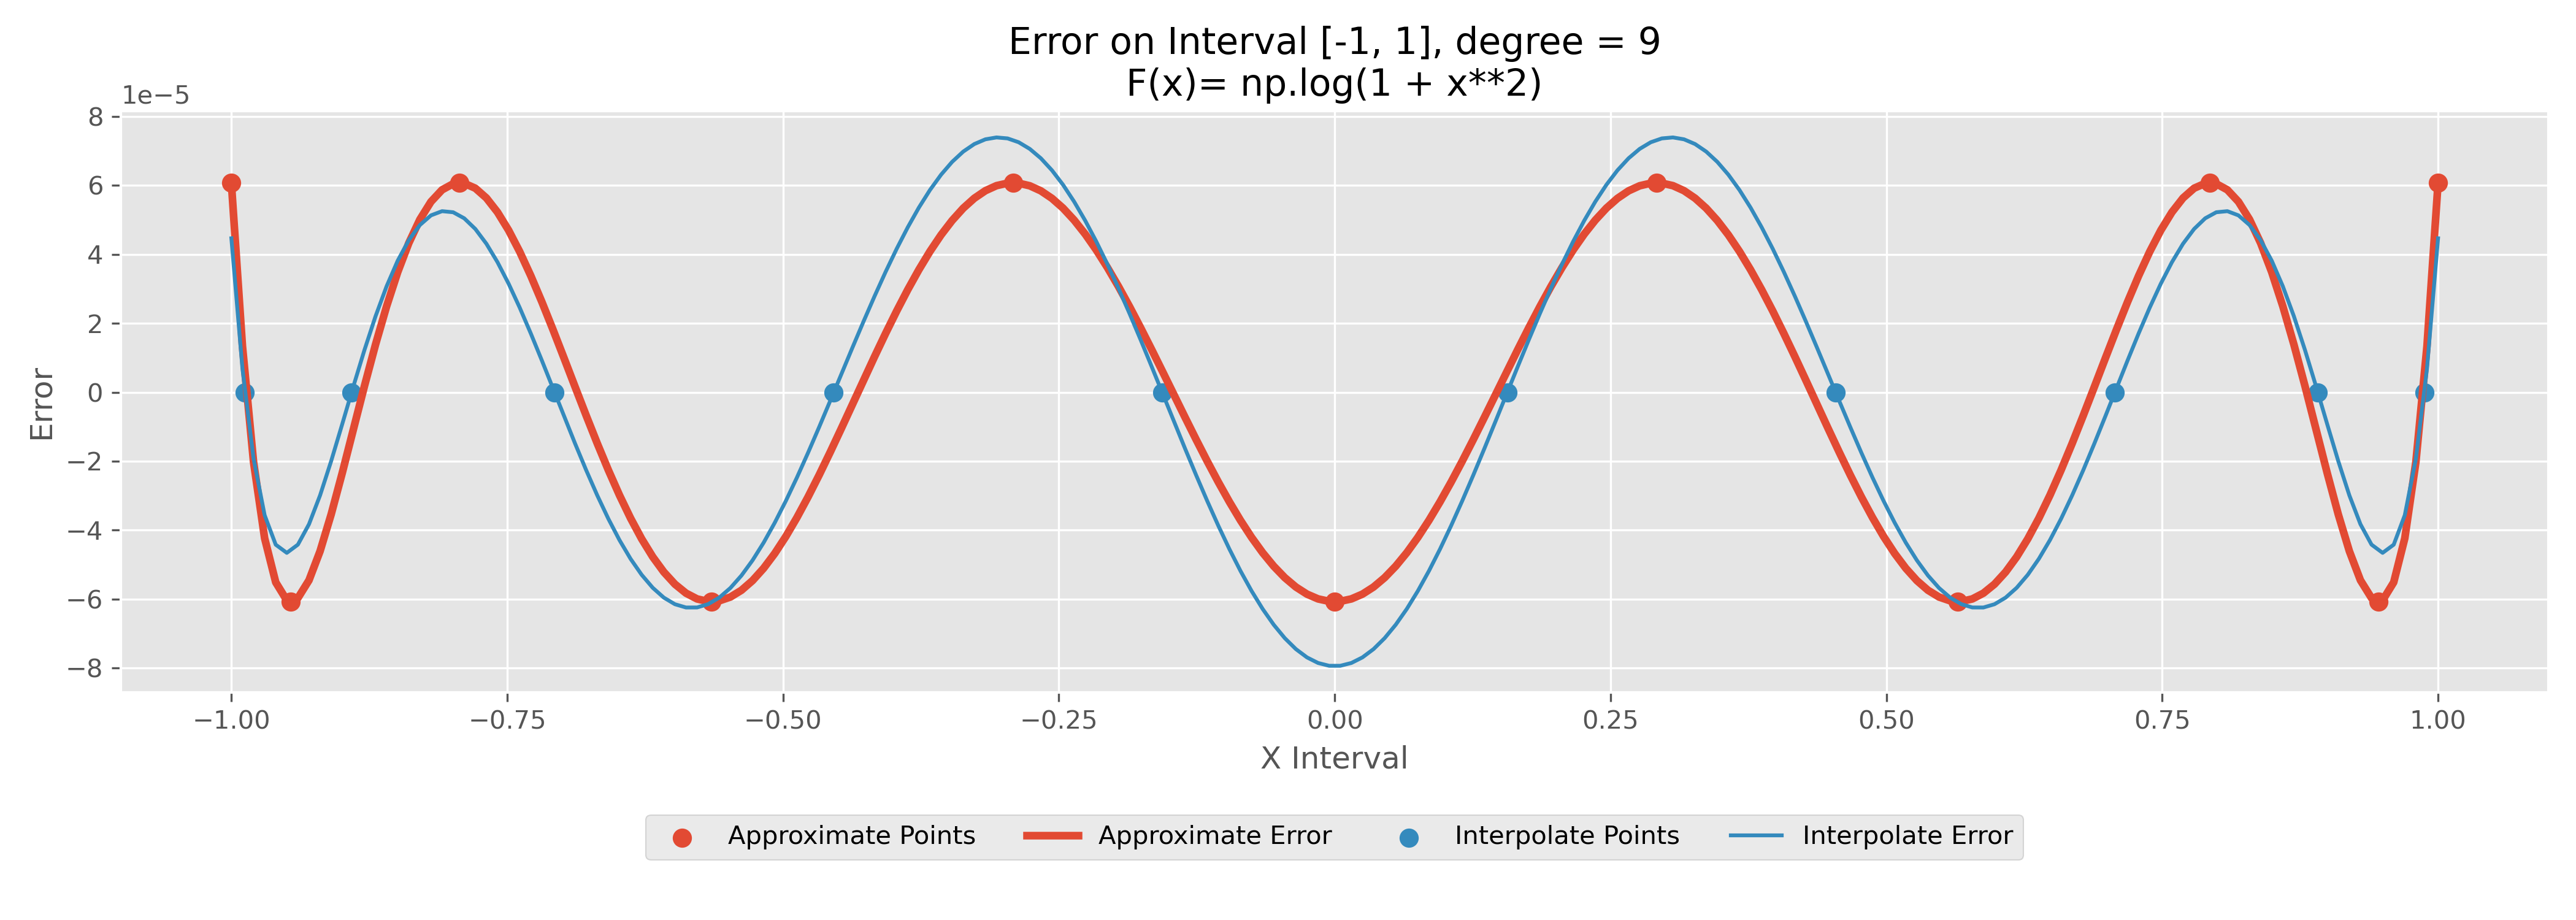 Error on Interval [-1, 1], degree = 9
F(x)= np.log(1 + x**2)
1e−5
8
6
4
2
0
−2
−4
−6
−8
Error
−1.00 −0.75 −0.50 −0.25 0.00 0.25 0.50 0.75 1.00
X Interval
Approximate Points Approximate Error Interpolate Points Interpolate Error